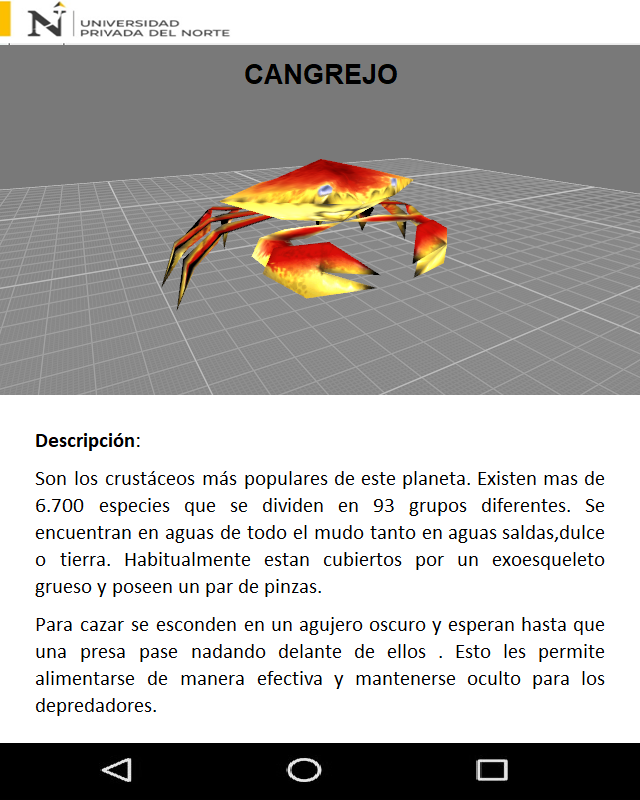 UNIVERSIDAD
PRIVADA DEL NORTE
CANGREJO
Descripción:
Son los crustáceos más populares de este planeta. Existen mas de
6.700 especies que se dividen en 93 grupos diferentes. Se
encuentran en aguas de todo el mudo tanto en aguas saldas,dulce
o tierra. Habitualmente estan cubiertos por un exoesqueleto
grueso y poseen un par de pinzas.
Para cazar se esconden en un agujero oscuro y esperan hasta que
una presa pase nadando delante de ellos . Esto les permite
alimentarse de manera efectiva y mantenerse oculto para los
depredadores.